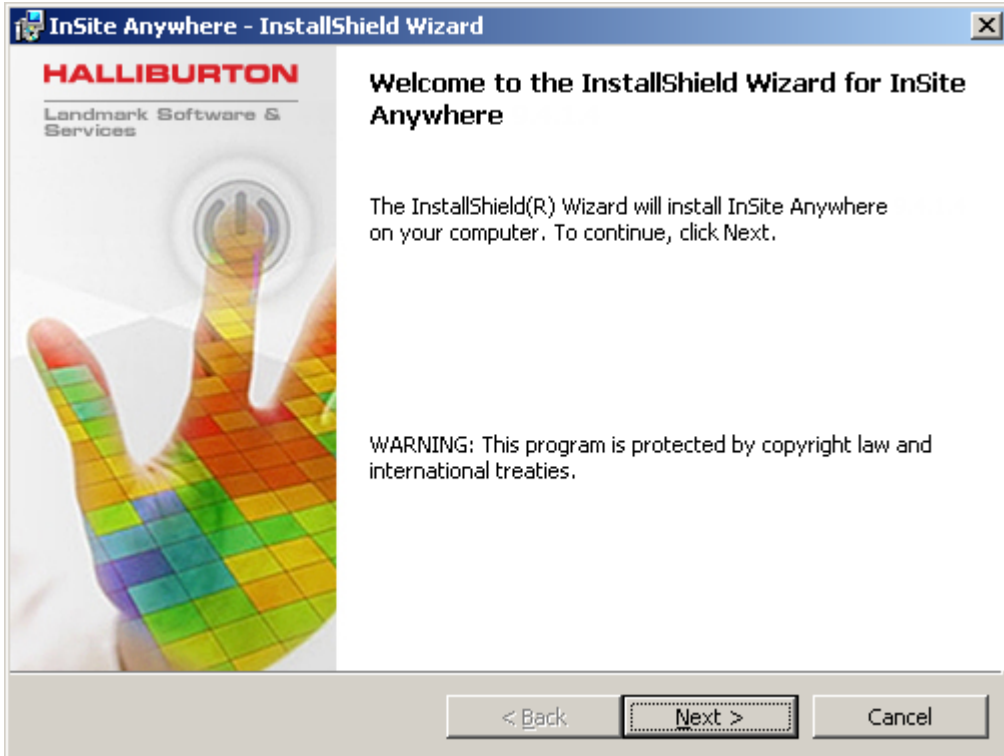 InSite Anywhere - InstallShield Wizard
HALLIBURTON
Landmark Software &
Services
Welcome to the InstallShield Wizard for InSite
Anywhere
The InstallShield(R) Wizard will install InSite Anywhere
on your computer. To continue, click Next.
WARNING: This program is protected by copyright law and
international treaties.
< Back
Next >
Cancel